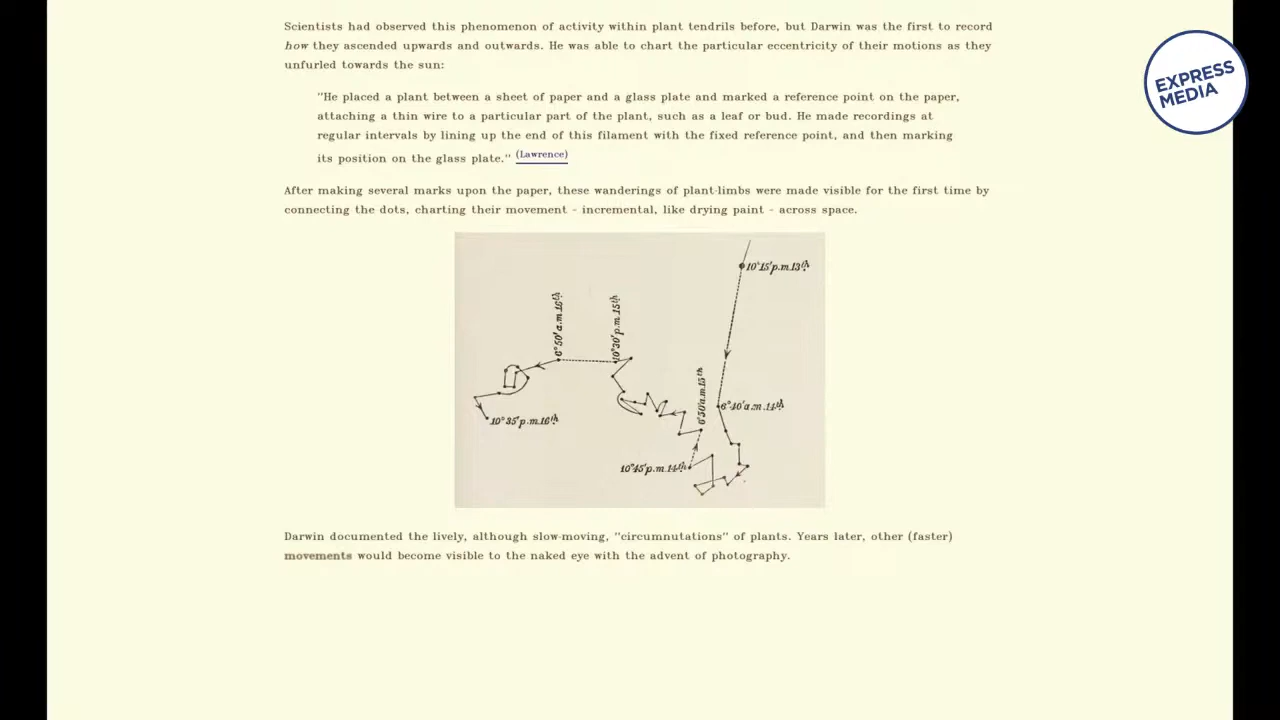 Scientists had observed this phenomenon of activity within plant tendrils before, but Darwin was the first to record
how they ascended upwards and outwards. He was able to chart the particular eccentricity of their motions as they
unfurled towards the sun:
"He placed a plant between a sheet of paper and a glass plate and marked a reference point on the paper,
attaching a thin wire to a particular part of the plant, such as a leaf or bud. He made recordings at
regular intervals by lining up the end of this filament with the fixed reference point, and then marking
its position on the glass plate." (Lawrence)
After making several marks upon the paper, these wanderings of plant-limbs were made visible for the first time by
connecting the dots, charting their movement - incremental, like drying paint - across space.
10°15'p.m.13th
6°50'a.m.16th
10°30'p.m.15th
6°50'a.m.15th
6°40'a.m.14th
10°35'p.m.16th
10°45'p.m.14th
Darwin documented the lively, although slow-moving, "circumnutations" of plants. Years later, other (faster)
movements would become visible to the naked eye with the advent of photography.
EXPRESS
MEDIA